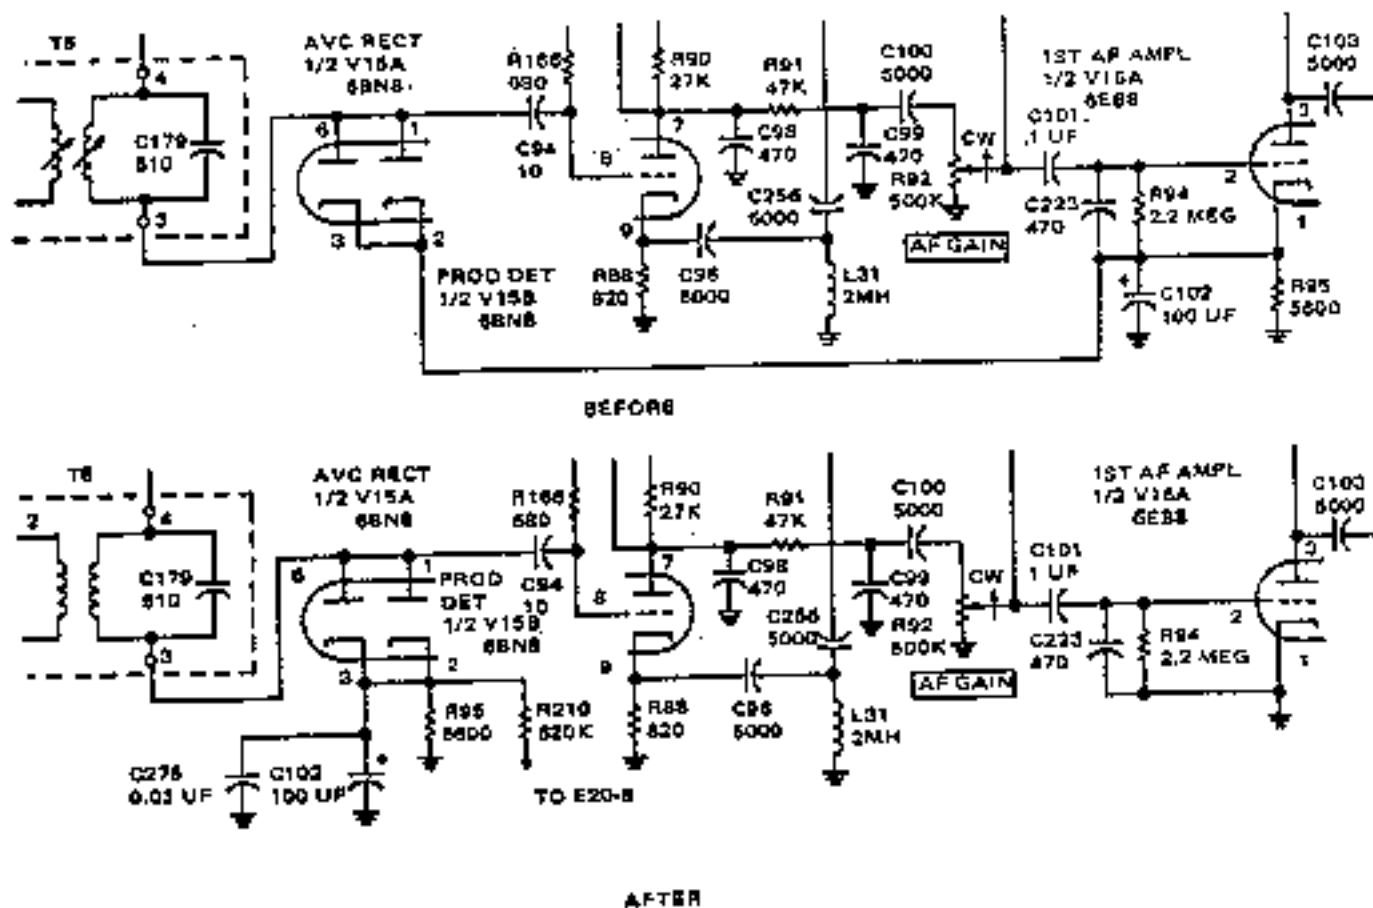 T6
4
C179
510
3
AVC RECT
1/2 V15A
6BN8
6
1
3
2
PROD DET
1/2 V15B
6BN8
R166
680
C94
10
8
7
9
R90
27K
R91
47K
C98
470
C100
5000
C99
470
R92
500K
C256
5000
R88
820
C96
5000
L31
2MH
CW
AF GAIN
1ST AF AMPL
1/2 V16A
6EB8
C101
.1 UF
C223
470
R94
2.2 MEG
2
3
1
C103
5000
C102
100 UF
R95
5600
BEFORE
T6
2
4
C179
510
3
AVC RECT
1/2 V15A
6BN8
6
1
PROD
DET
1/2 V15B
6BN8
3
2
R166
680
C94
10
8
7
9
R90
27K
R91
47K
C98
470
C100
5000
C99
470
R92
500K
C256
5000
CW
AF GAIN
1ST AF AMPL
1/2 V16A
6EB8
C101
.1 UF
C223
470
R94
2.2 MEG
2
3
1
C103
5000
C275
0.03 UF
C102
100 UF
R95
5600
R210
820K
TO E20-8
R88
820
C96
5000
L31
2MH
AFTER